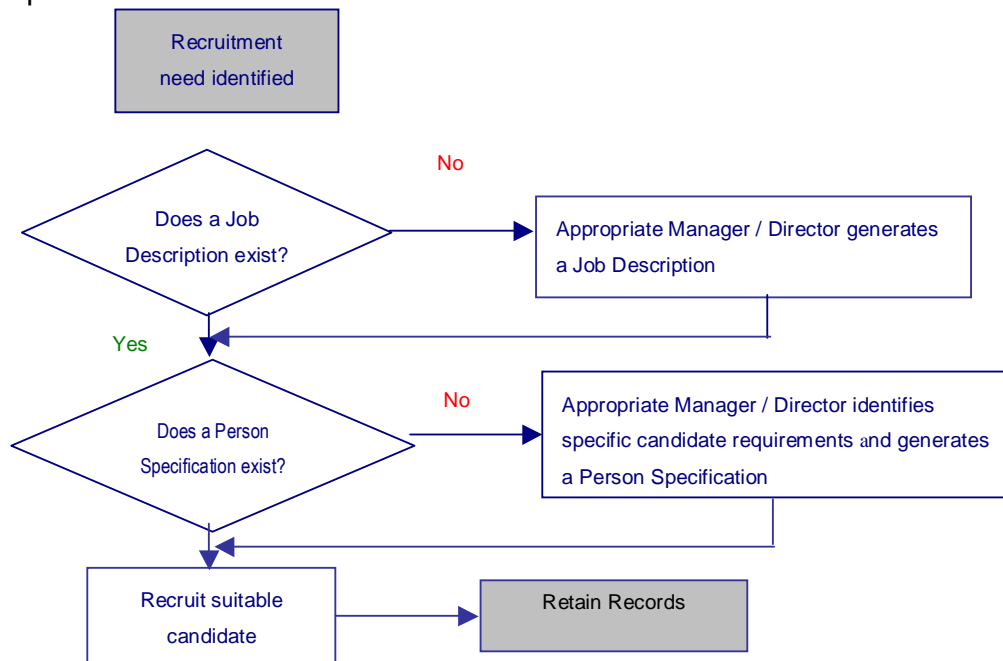 Recruitment
need identified
No
Does a Job
Description exist?
Appropriate Manager / Director generates
a Job Description
Yes
No
Does a Person
Specification exist?
Appropriate Manager / Director identifies
specific candidate requirements and generates
a Person Specification
Recruit suitable
candidate
Retain Records